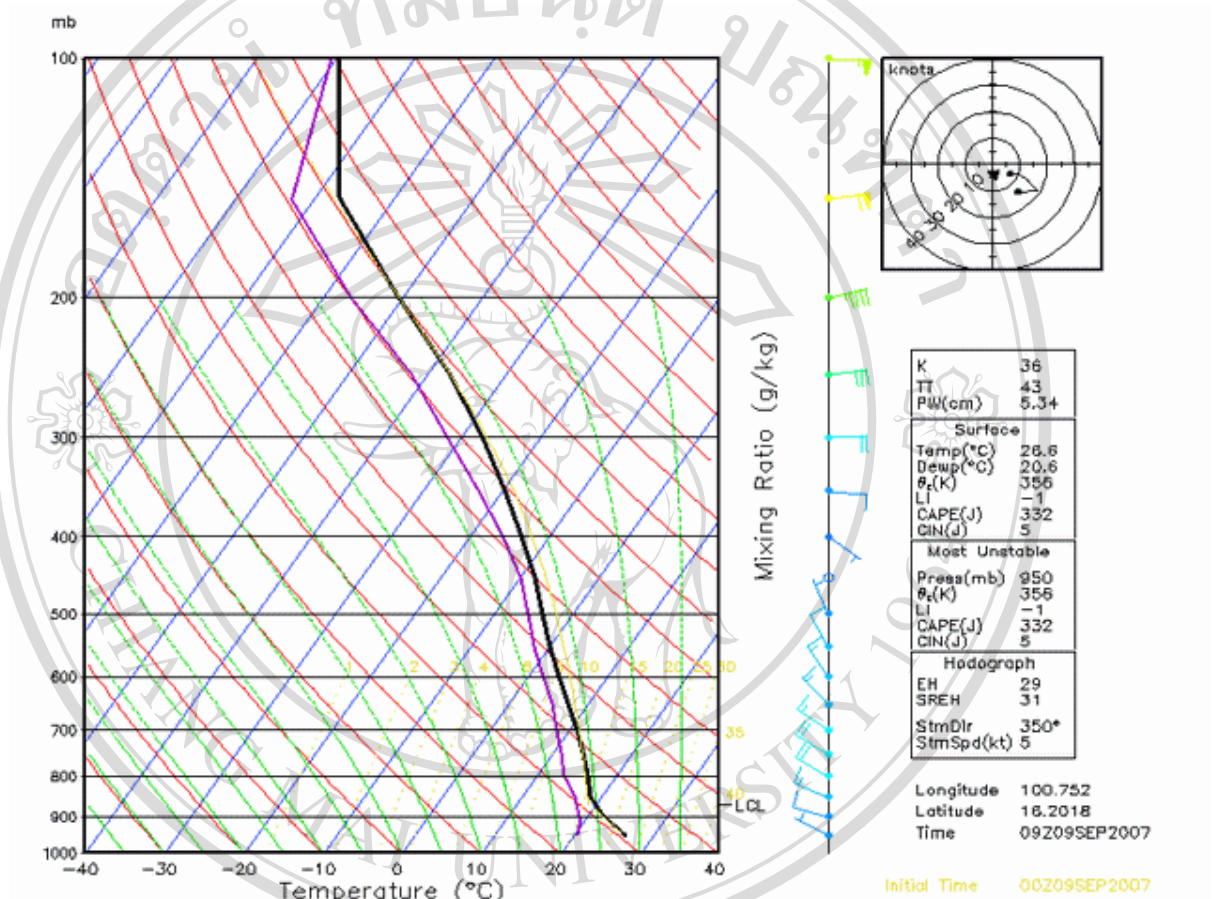 mb
100
200
300
400
500
600
700
800
900
1000
-40
-30
-20
-10
0
10
20
30
40
Temperature (°C)
Mixing Ratio (g/kg)
1 2 3 4 8 10 15 20 25 30
35
40
LCL
knots
40 30 20 10
K 36
TT 43
PW(cm) 5.34
Surface
Temp(°C) 26.6
Dewp(°C) 20.6
θE(K) 356
LI -1
CAPE(J) 332
CIN(J) 5
Most Unstable
Press(mb) 950
θE(K) 356
LI -1
CAPE(J) 332
CIN(J) 5
Hodograph
EH 29
SREH 31
StmDir 350°
StmSpd(kt) 5
Longitude 100.752
Latitude 16.2018
Time 09Z09SEP2007
Initial Time 00Z09SEP2007
CHIANG MAI UNIVERSITY